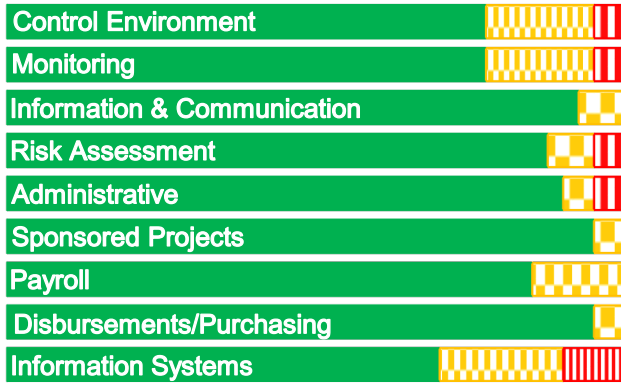 Control Environment
Monitoring
Information & Communication
Risk Assessment
Administrative
Sponsored Projects
Payroll
Disbursements/Purchasing
Information Systems